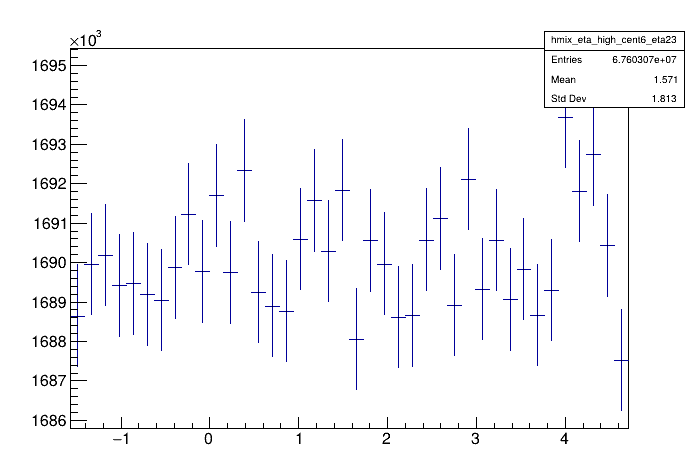 ×10³
hmix_eta_high_cent6_eta23
Entries 6.760307e+07
Mean 1.571
Std Dev 1.813
1695
1694
1693
1692
1691
1690
1689
1688
1687
1686
−1 0 1 2 3 4